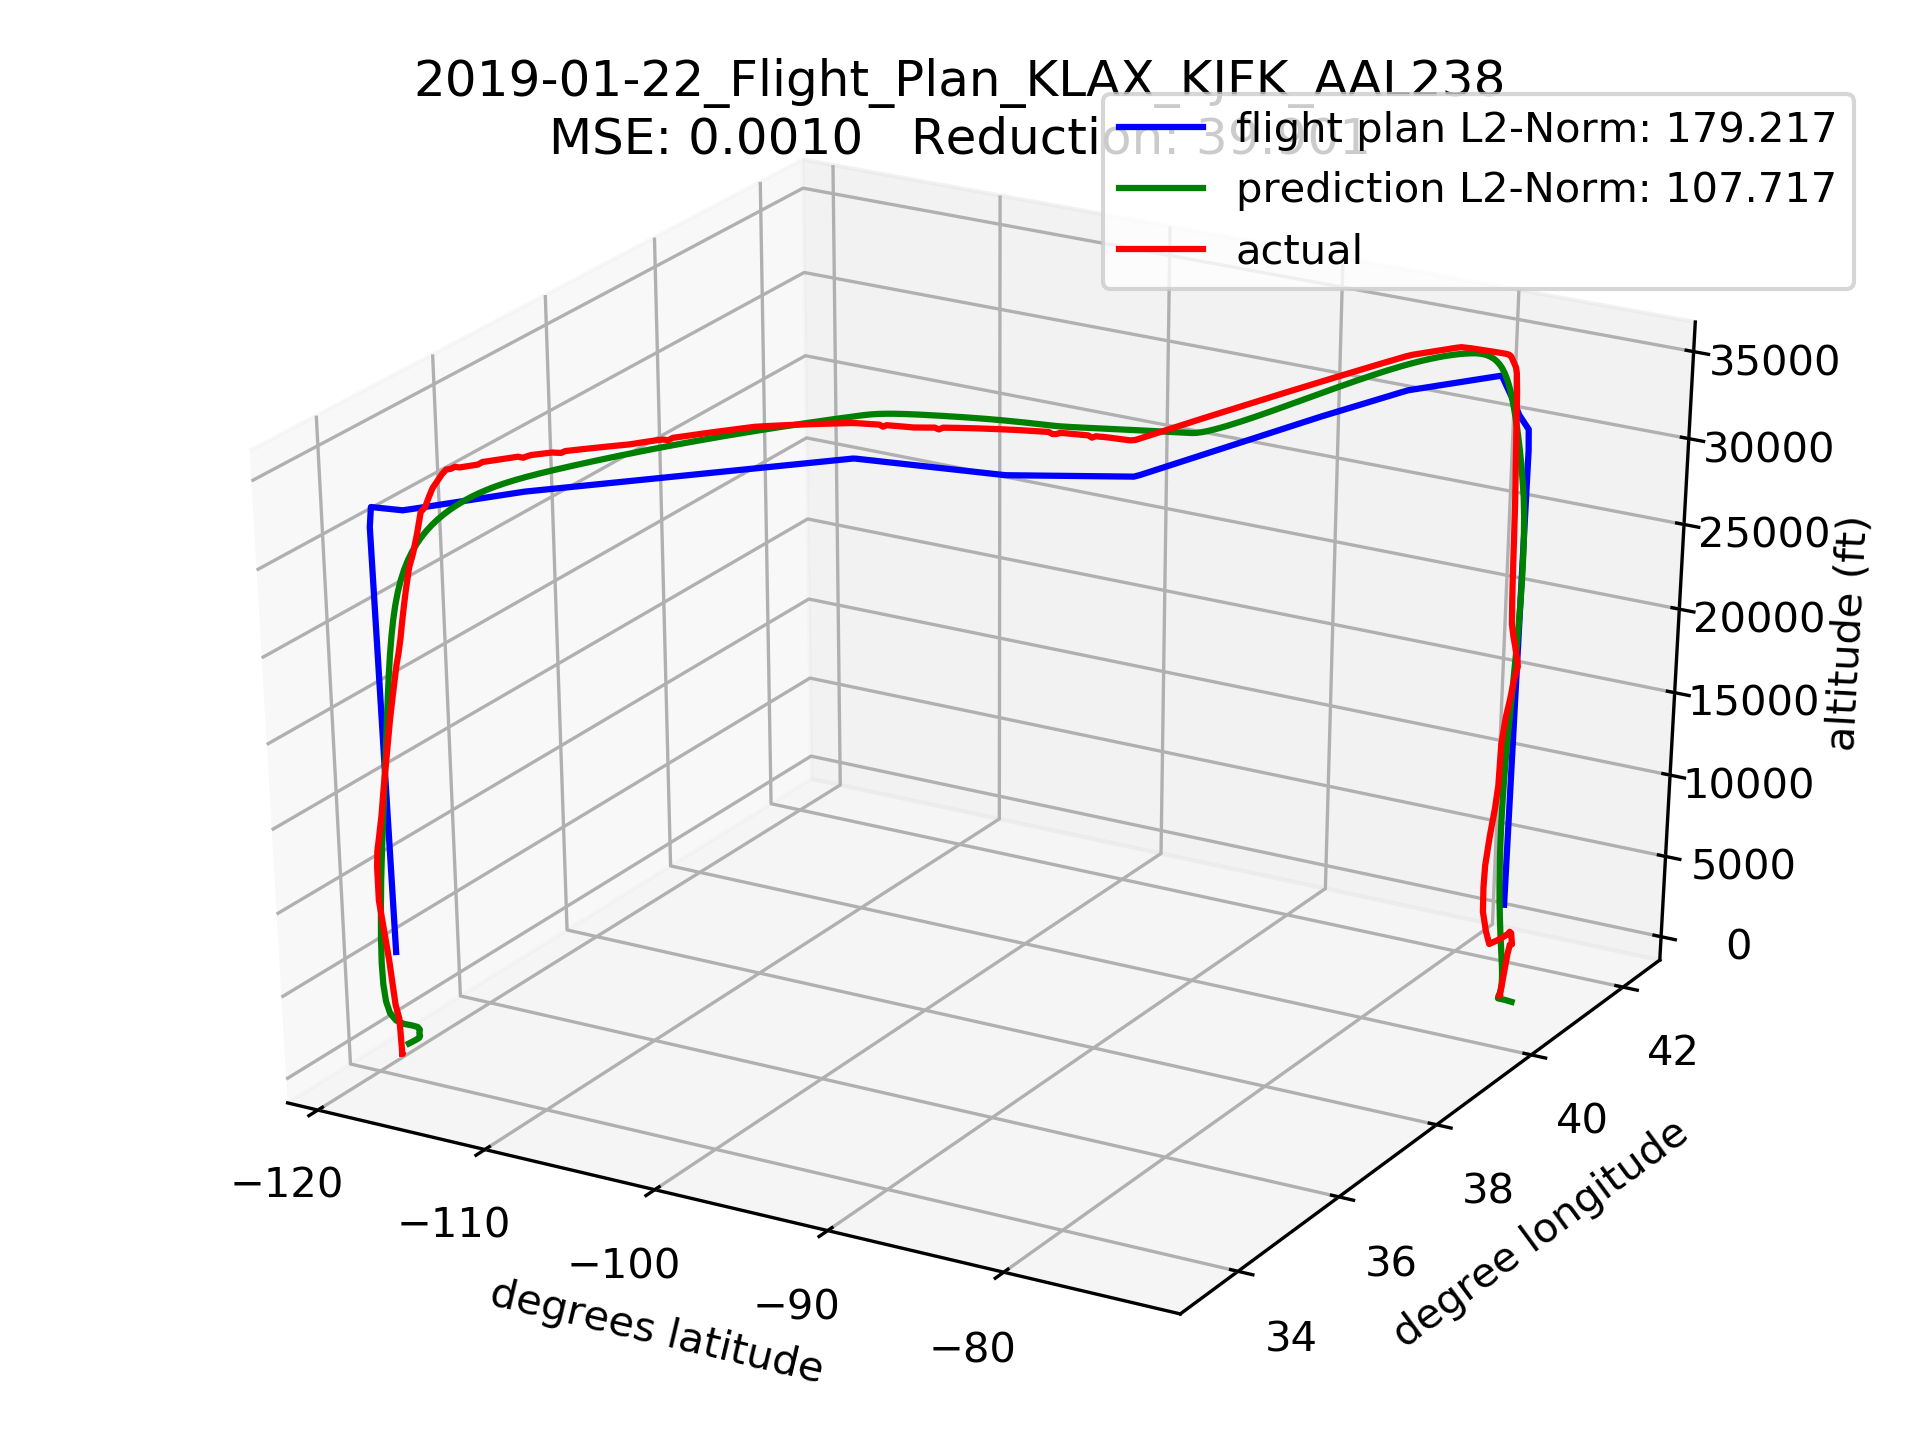 2019-01-22_Flight_Plan_KLAX_KJFK_AAL238
MSE: 0.0010   Reduction: 39.901
flight plan L2-Norm: 179.217
prediction L2-Norm: 107.717
actual
35000
30000
25000
20000
15000
10000
5000
0
altitude (ft)
42
40
38
36
34
degree longitude
−120
−110
−100
−90
−80
degrees latitude